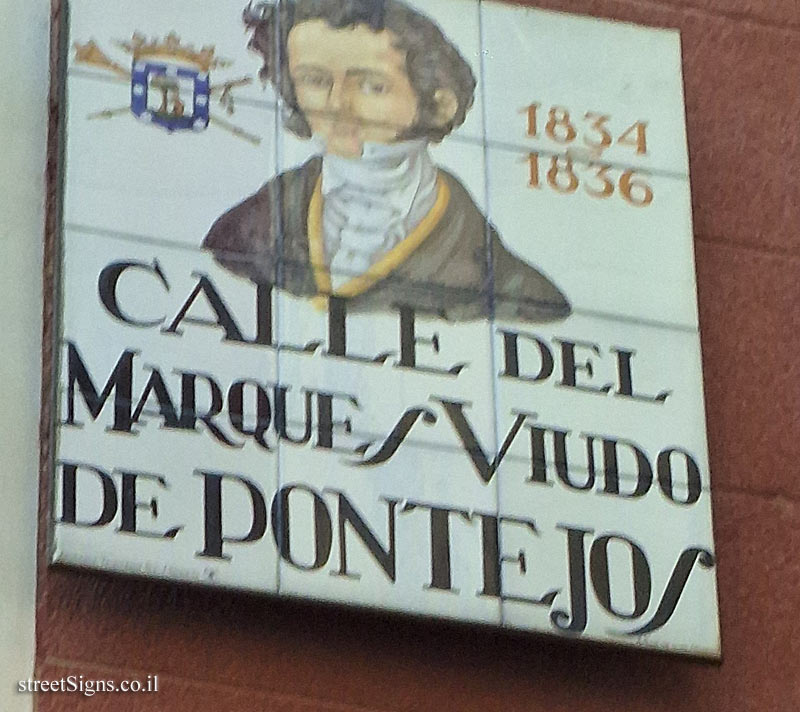 1834
1836
CALLE DEL
MARQUES VIUDO
DE PONTEJOS
streetSigns.co.il